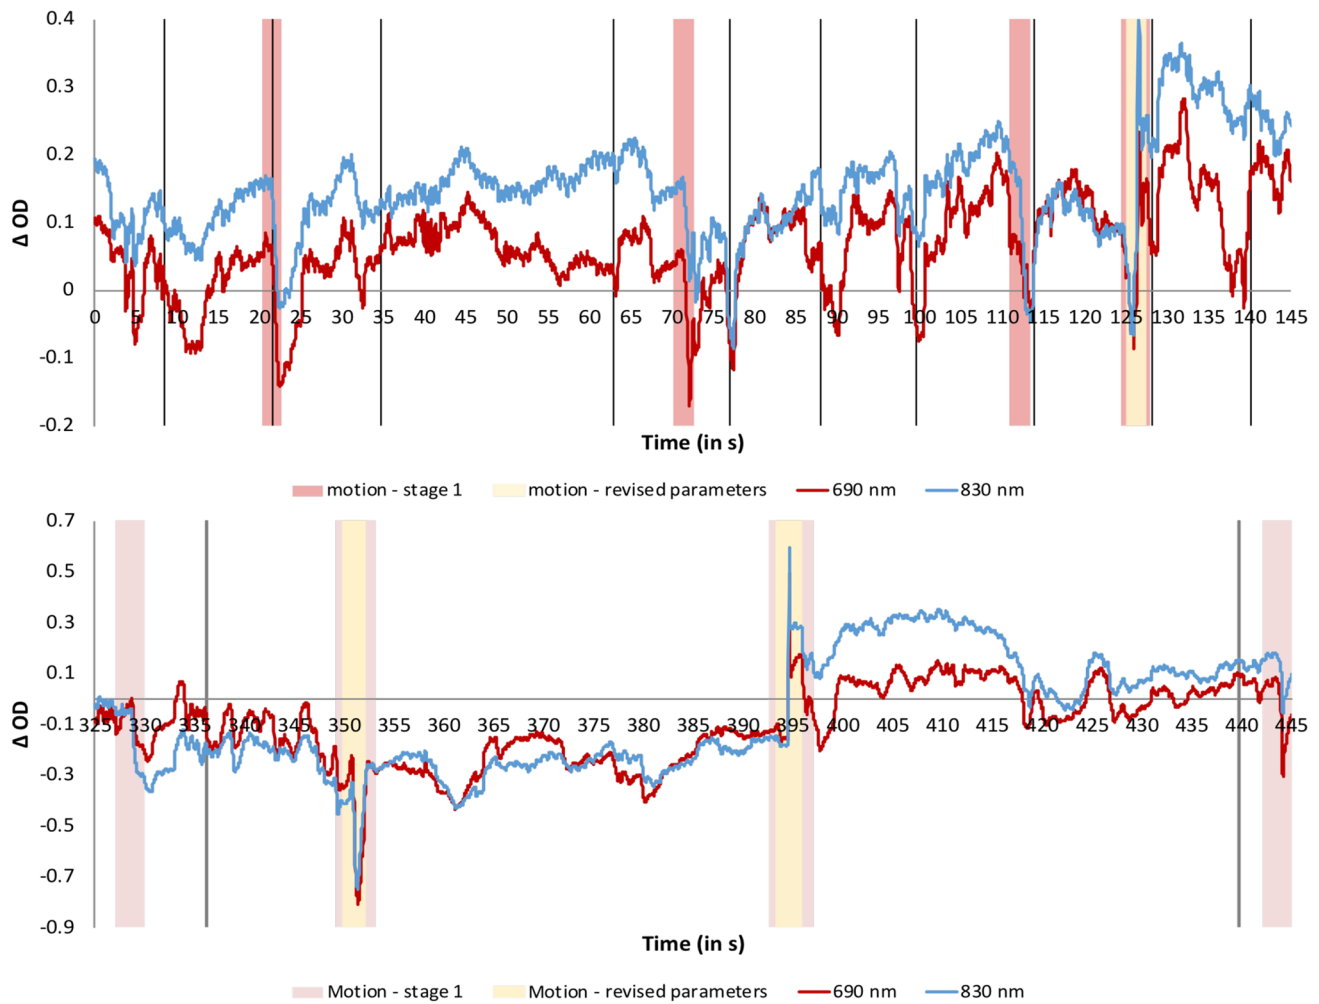 0.4
0.3
0.2
0.1
0
-0.1
-0.2
Δ OD
0 5 10 15 20 25 30 35 40 45 50 55 60 65 70 75 80 85 90 95 100 105 110 115 120 125 130 135 140 145
Time (in s)
motion - stage 1 motion - revised parameters 690 nm 830 nm
0.7
0.5
0.3
0.1
-0.1
-0.3
-0.5
-0.7
-0.9
Δ OD
325 330 335 340 345 350 355 360 365 370 375 380 385 390 395 400 405 410 415 420 425 430 435 440 445
Time (in s)
Motion - stage 1 Motion - revised parameters 690 nm 830 nm